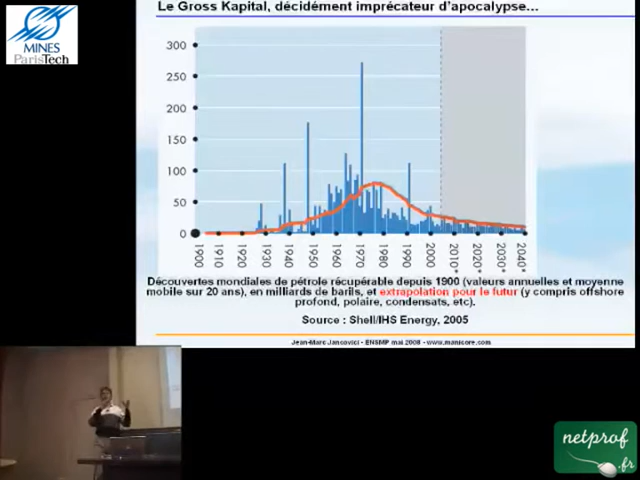 Le Gross Kapital, décidément imprécateur d'apocalypse...
MINES
ParisTech
300
250
200
150
100
50
0
1900 1910 1920 1930 1940 1950 1960 1970 1980 1990 2000 2010* 2020* 2030* 2040*
Découvertes mondiales de pétrole récupérable depuis 1900 (valeurs annuelles et moyenne
mobile sur 20 ans), en milliards de barils, et extrapolation pour le futur (y compris offshore
profond, polaire, condensats, etc).
Source : Shell/IHS Energy, 2005
Jean-Marc Jancovici - ENSMP mai 2008 - www.manicore.com
netprof
.fr